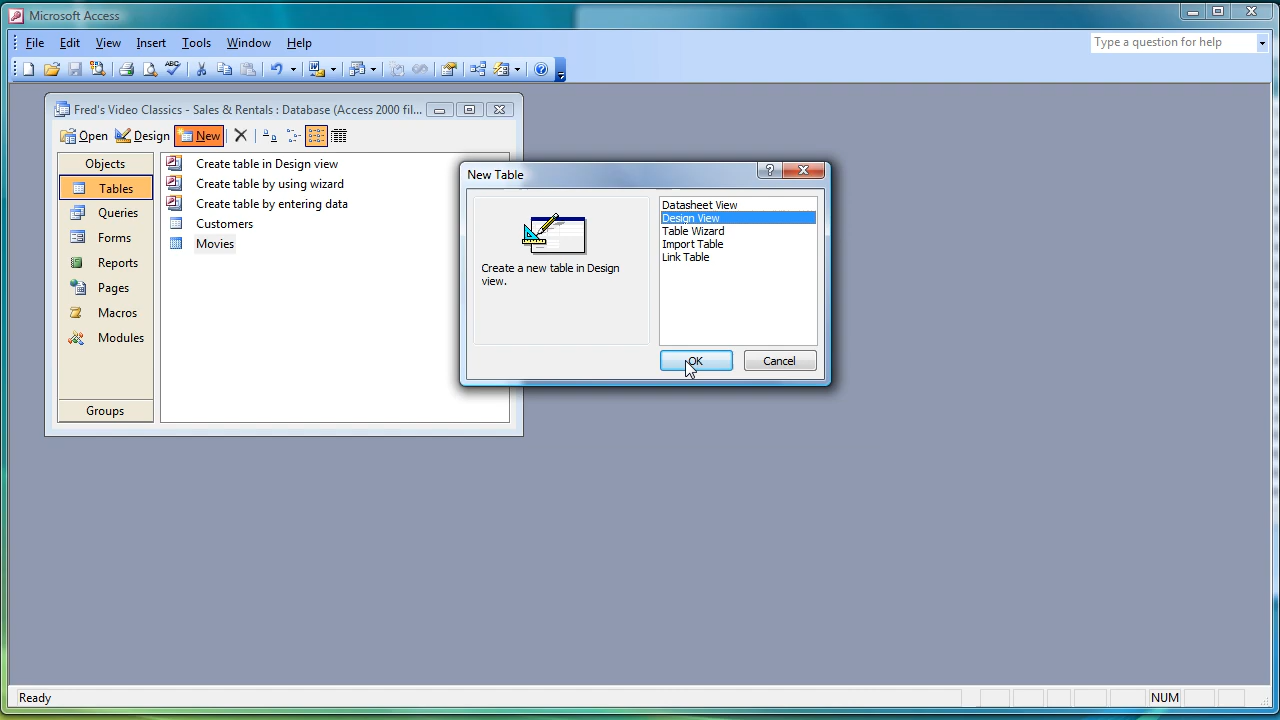 Microsoft Access
File Edit View Insert Tools Window Help
Type a question for help
Fred's Video Classics - Sales & Rentals : Database (Access 2000 fil...
Open Design New
Objects
Tables
Queries
Forms
Reports
Pages
Macros
Modules
Groups
Create table in Design view
Create table by using wizard
Create table by entering data
Customers
Movies
New Table
Create a new table in Design
view.
Datasheet View
Design View
Table Wizard
Import Table
Link Table
OK Cancel
Ready
NUM